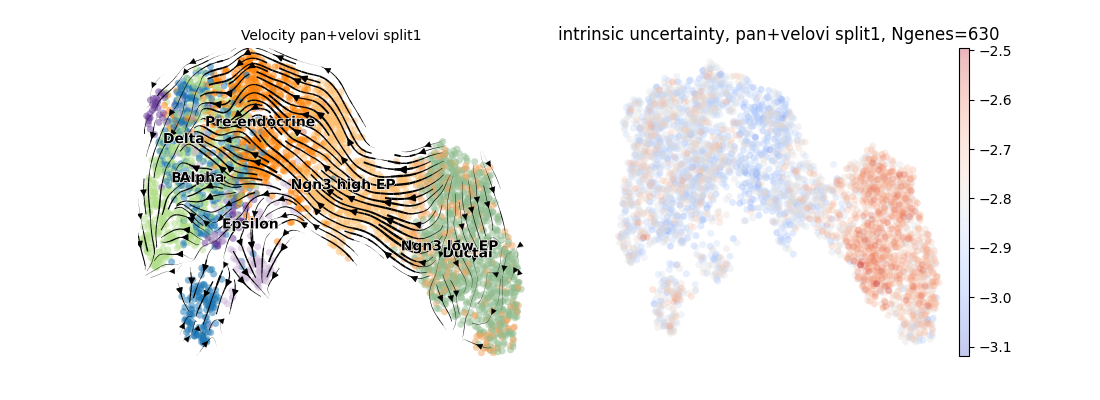 Velocity pan+velovi split1
Pre-endocrine
Delta
BAlpha
Ngn3 high EP
Epsilon
Ngn3 low EP
Ductal
intrinsic uncertainty, pan+velovi split1, Ngenes=630
−2.5
−2.6
−2.7
−2.8
−2.9
−3.0
−3.1